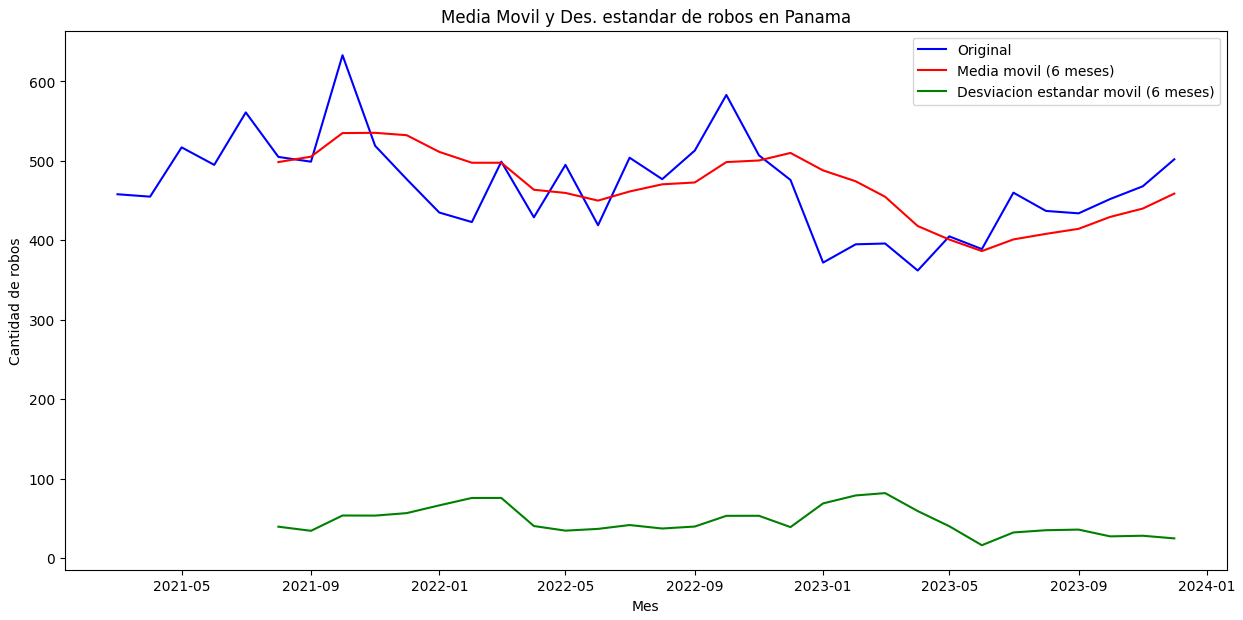 Media Movil y Des. estandar de robos en Panama
Original
Media movil (6 meses)
Desviacion estandar movil (6 meses)
Cantidad de robos
600
500
400
300
200
100
0
2021-05 2021-09 2022-01 2022-05 2022-09 2023-01 2023-05 2023-09 2024-01
Mes